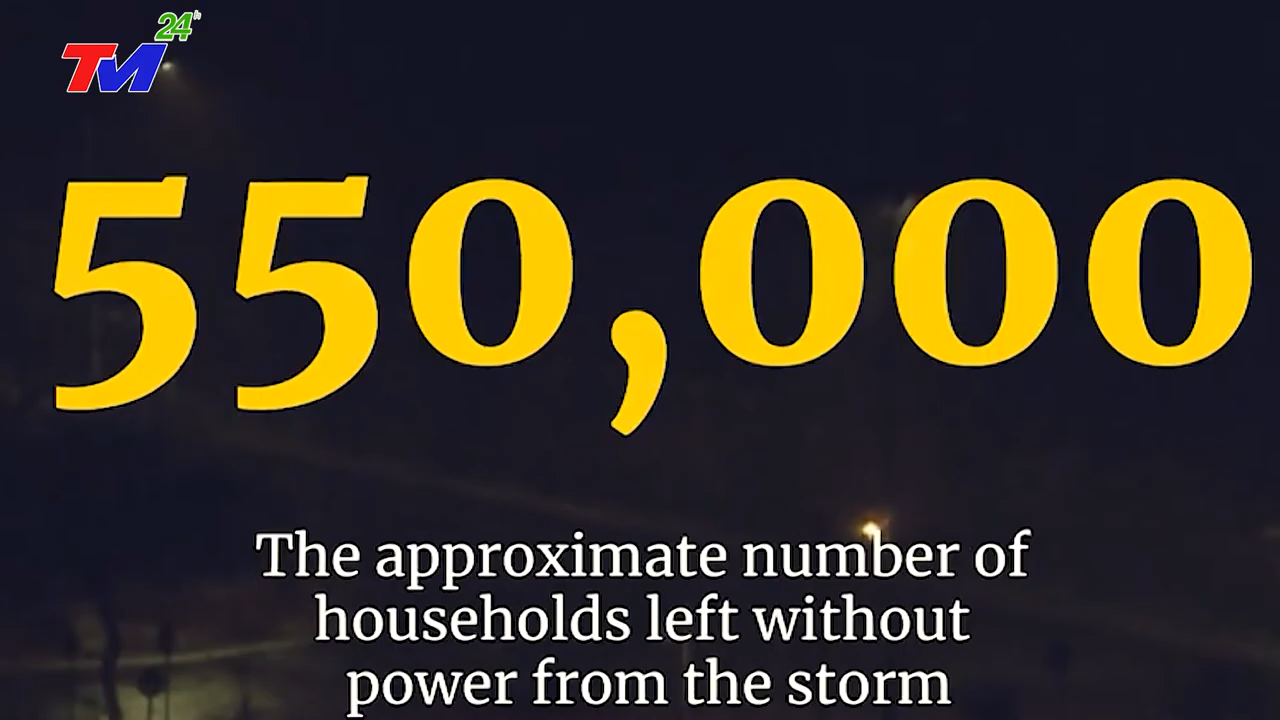 24h
TM
550,000
The approximate number of
households left without
power from the storm